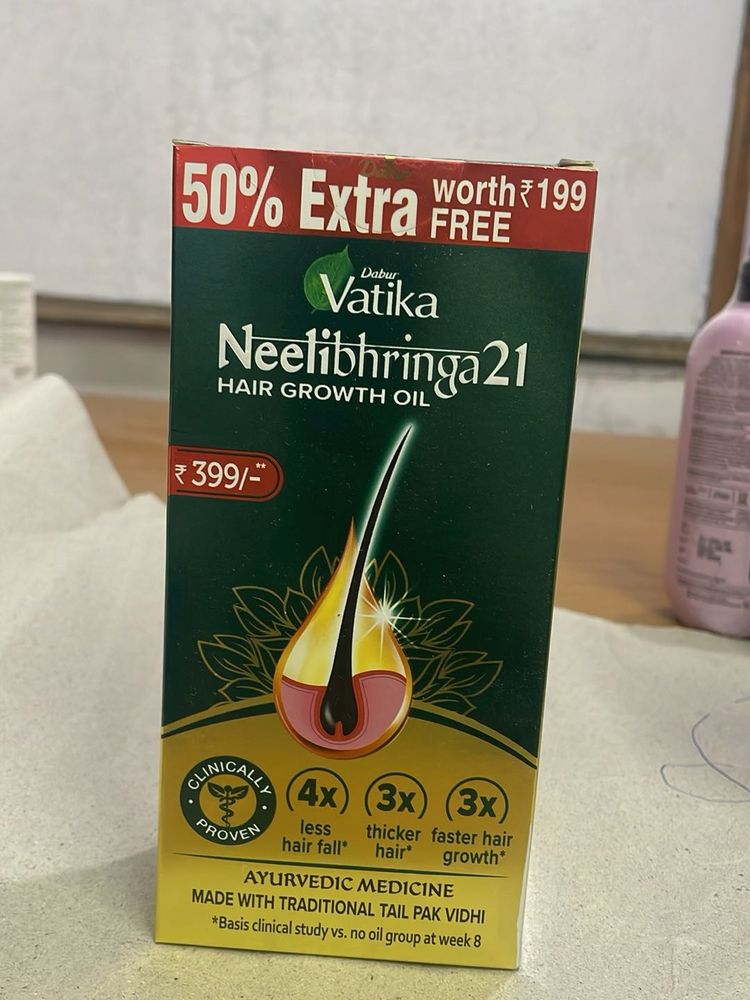 50% Extra worth ₹199
FREE
Dabur
Vatika
Neelibhringa21
HAIR GROWTH OIL
₹ 399/-**
CLINICALLY
PROVEN
4x 3x 3x
less thicker faster hair
hair fall* hair* growth*
AYURVEDIC MEDICINE
MADE WITH TRADITIONAL TAIL PAK VIDHI
*Basis clinical study vs. no oil group at week 8